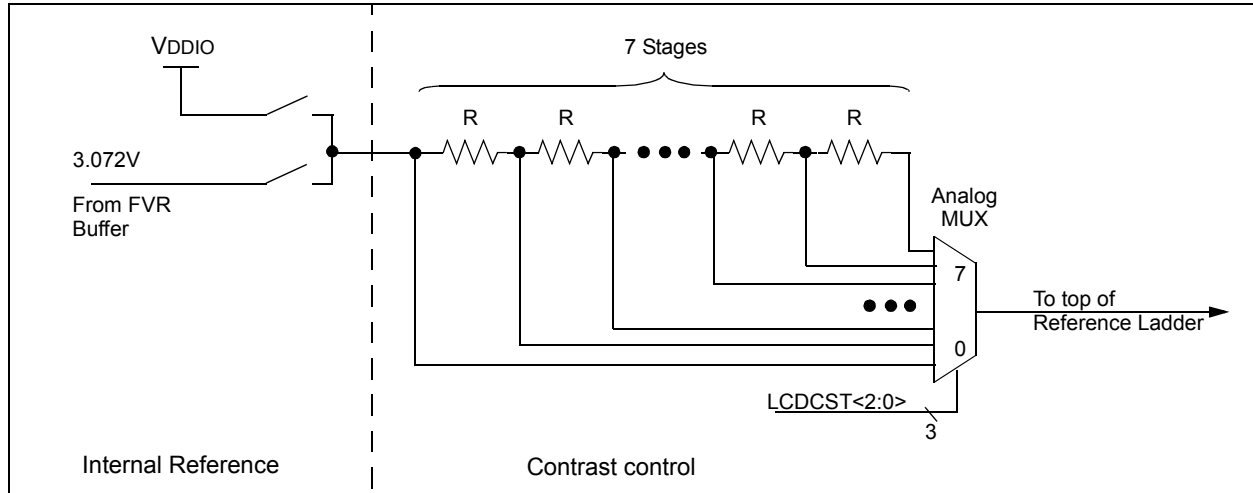 VDDIO
7 Stages
R
R
R
R
3.072V
From FVR
Buffer
Analog
MUX
7
0
To top of
Reference Ladder
LCDCST<2:0>
3
Internal Reference
Contrast control